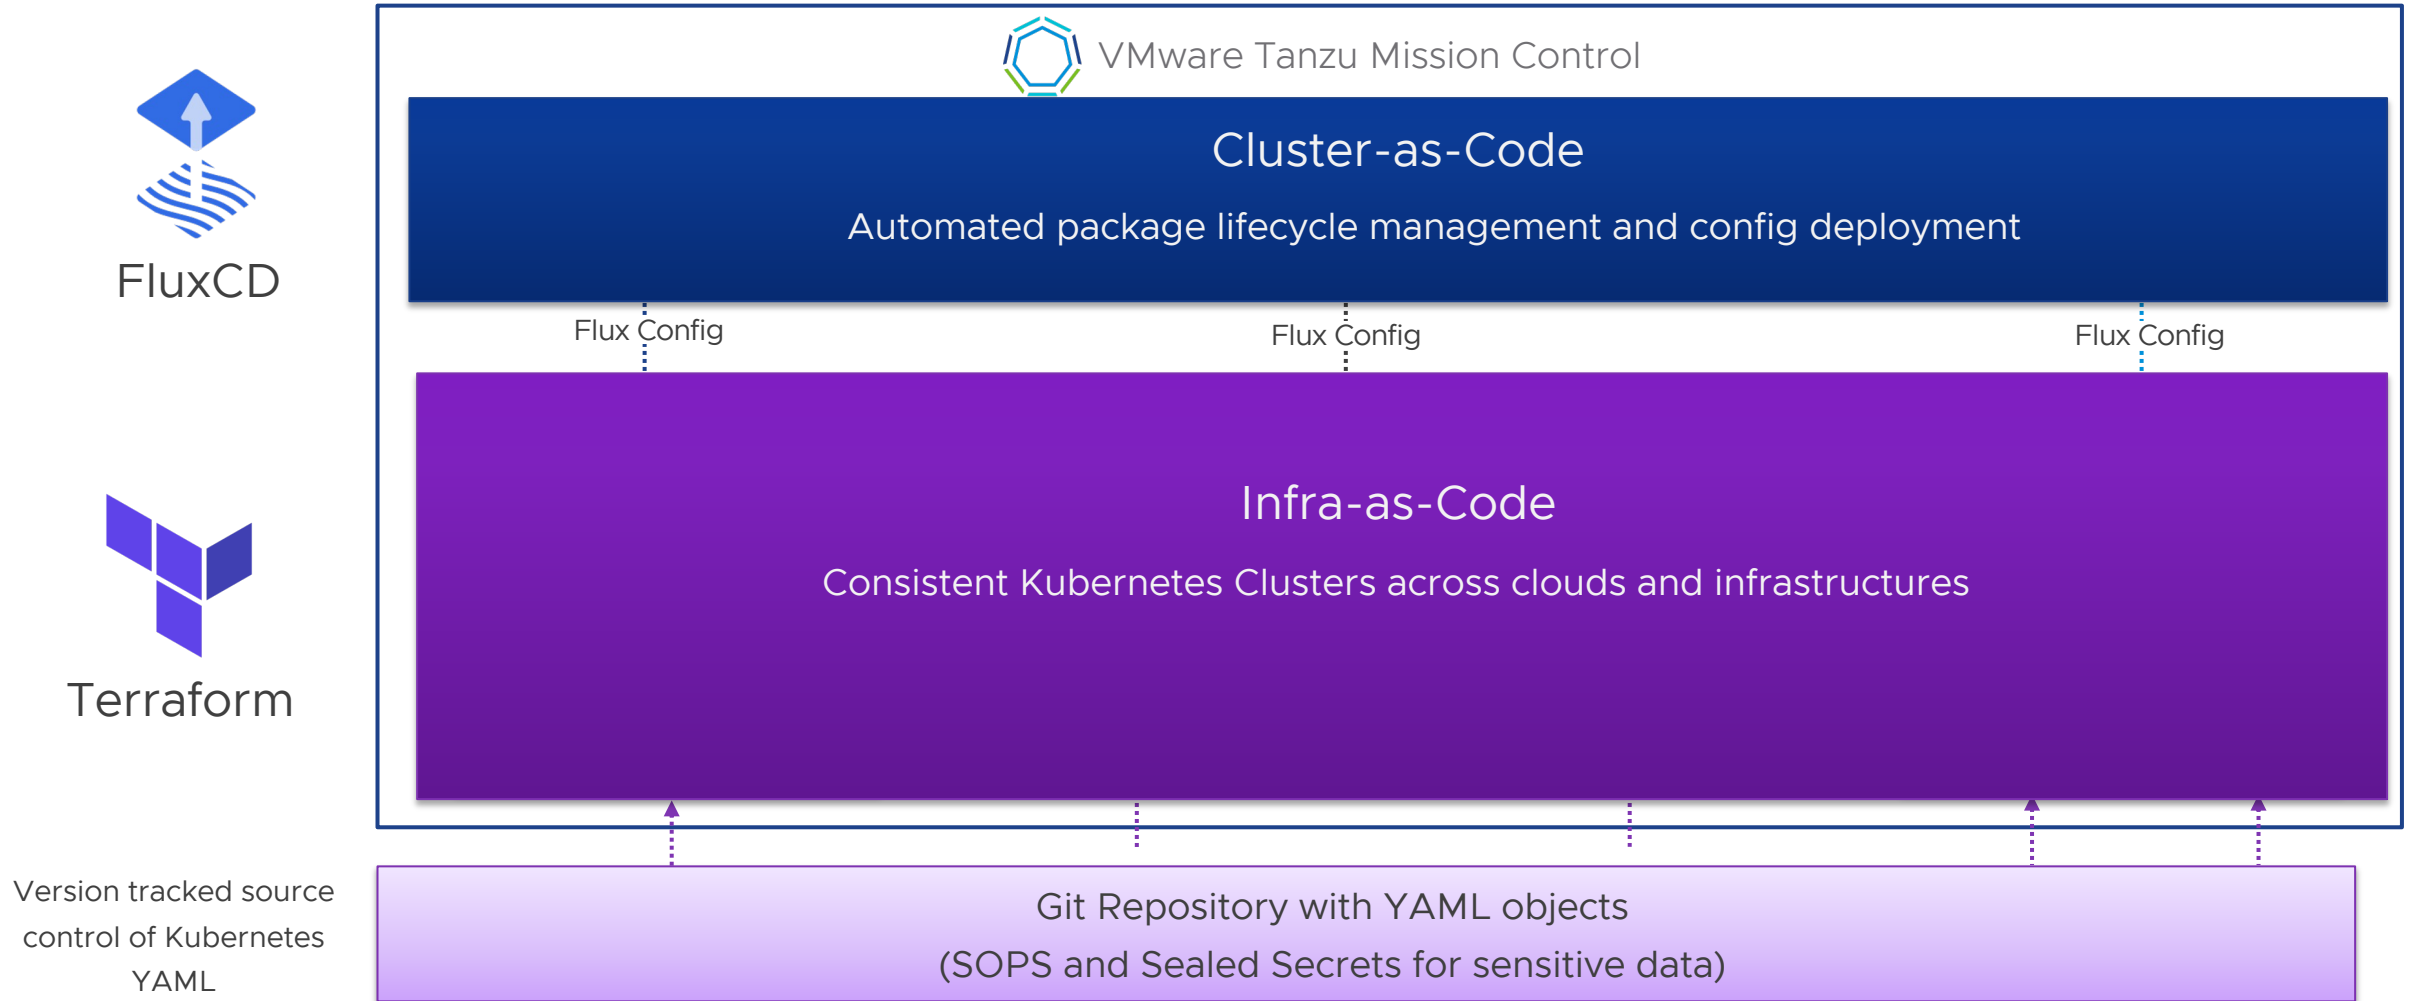 VMware Tanzu Mission Control
Cluster-as-Code
Automated package lifecycle management and config deployment
FluxCD
Flux Config
Flux Config
Flux Config
Infra-as-Code
Consistent Kubernetes Clusters across clouds and infrastructures
Terraform
Version tracked source
control of Kubernetes
YAML
Git Repository with YAML objects
(SOPS and Sealed Secrets for sensitive data)